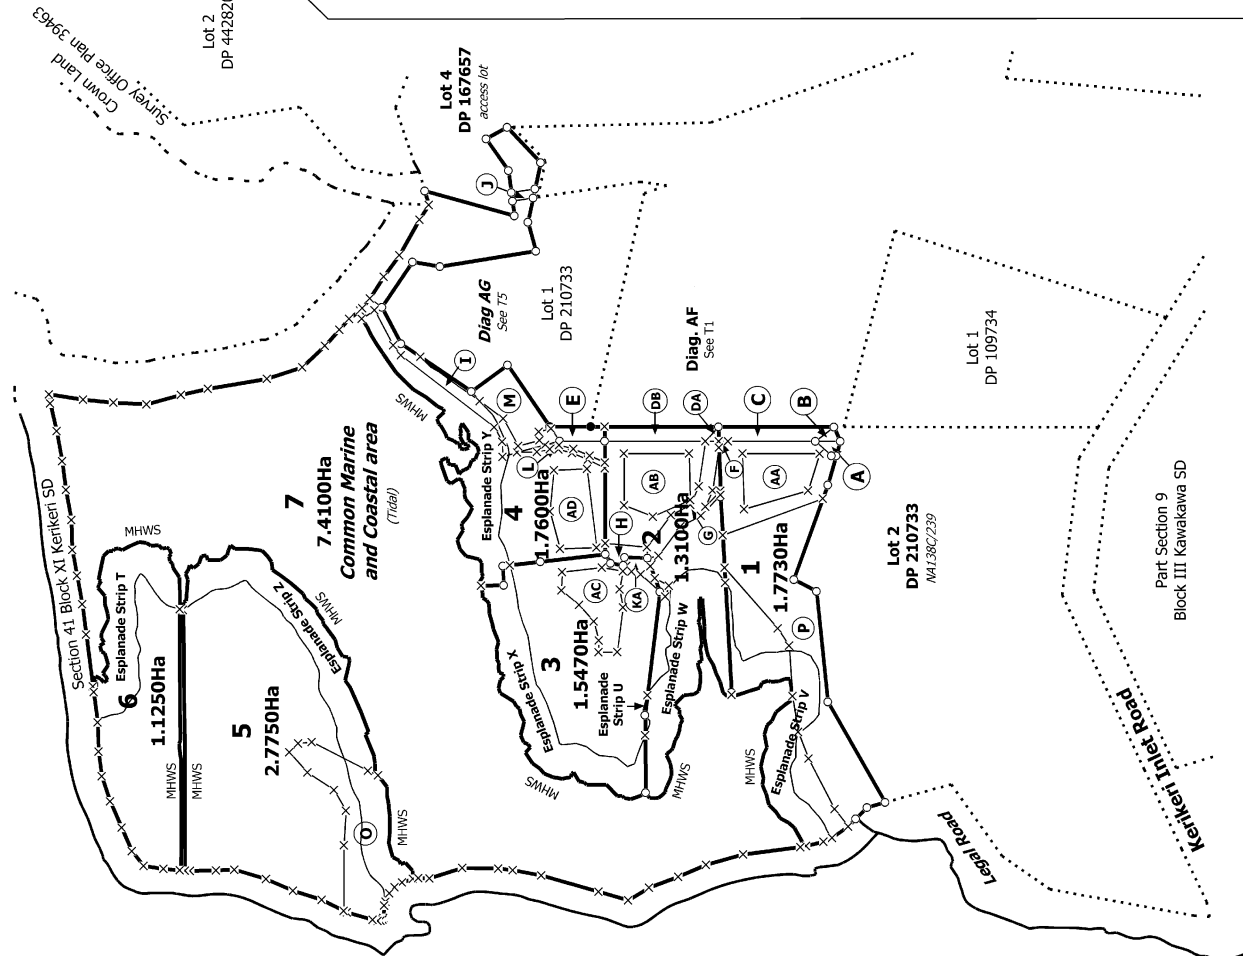 Lot 2
DP 442820
Survey Office Plan 39463
Crown Land
Lot 4
DP 167657
access lot
J
Section 41 Block XI Kerikeri SD
MHWS
Esplanade Strip T
6
1.1250Ha
MHWS
MHWS
5
2.7750Ha
Esplanade Strip Z
MHWS
O
MHWS
7
7.4100Ha
Common Marine
and Coastal area
(Tidal)
MHWS
Esplanade Strip Y
I
M
L
E
Diag AG
See T5
Lot 1
DP 210733
Diag. AF
See T1
4
1.7600Ha
AD
H
AB
DB
DA
C
B
A
F
AA
G
2
1.3100Ha
1
1.7730Ha
P
AC
KA
3
1.5470Ha
Esplanade Strip X
Esplanade
Strip U
Esplanade Strip W
MHWS
MHWS
MHWS
Esplanade Strip V
Lot 2
DP 210733
NA138C/239
Lot 1
DP 109734
Part Section 9
Block III Kawakawa SD
Kerikeri Inlet Road
Legal Road